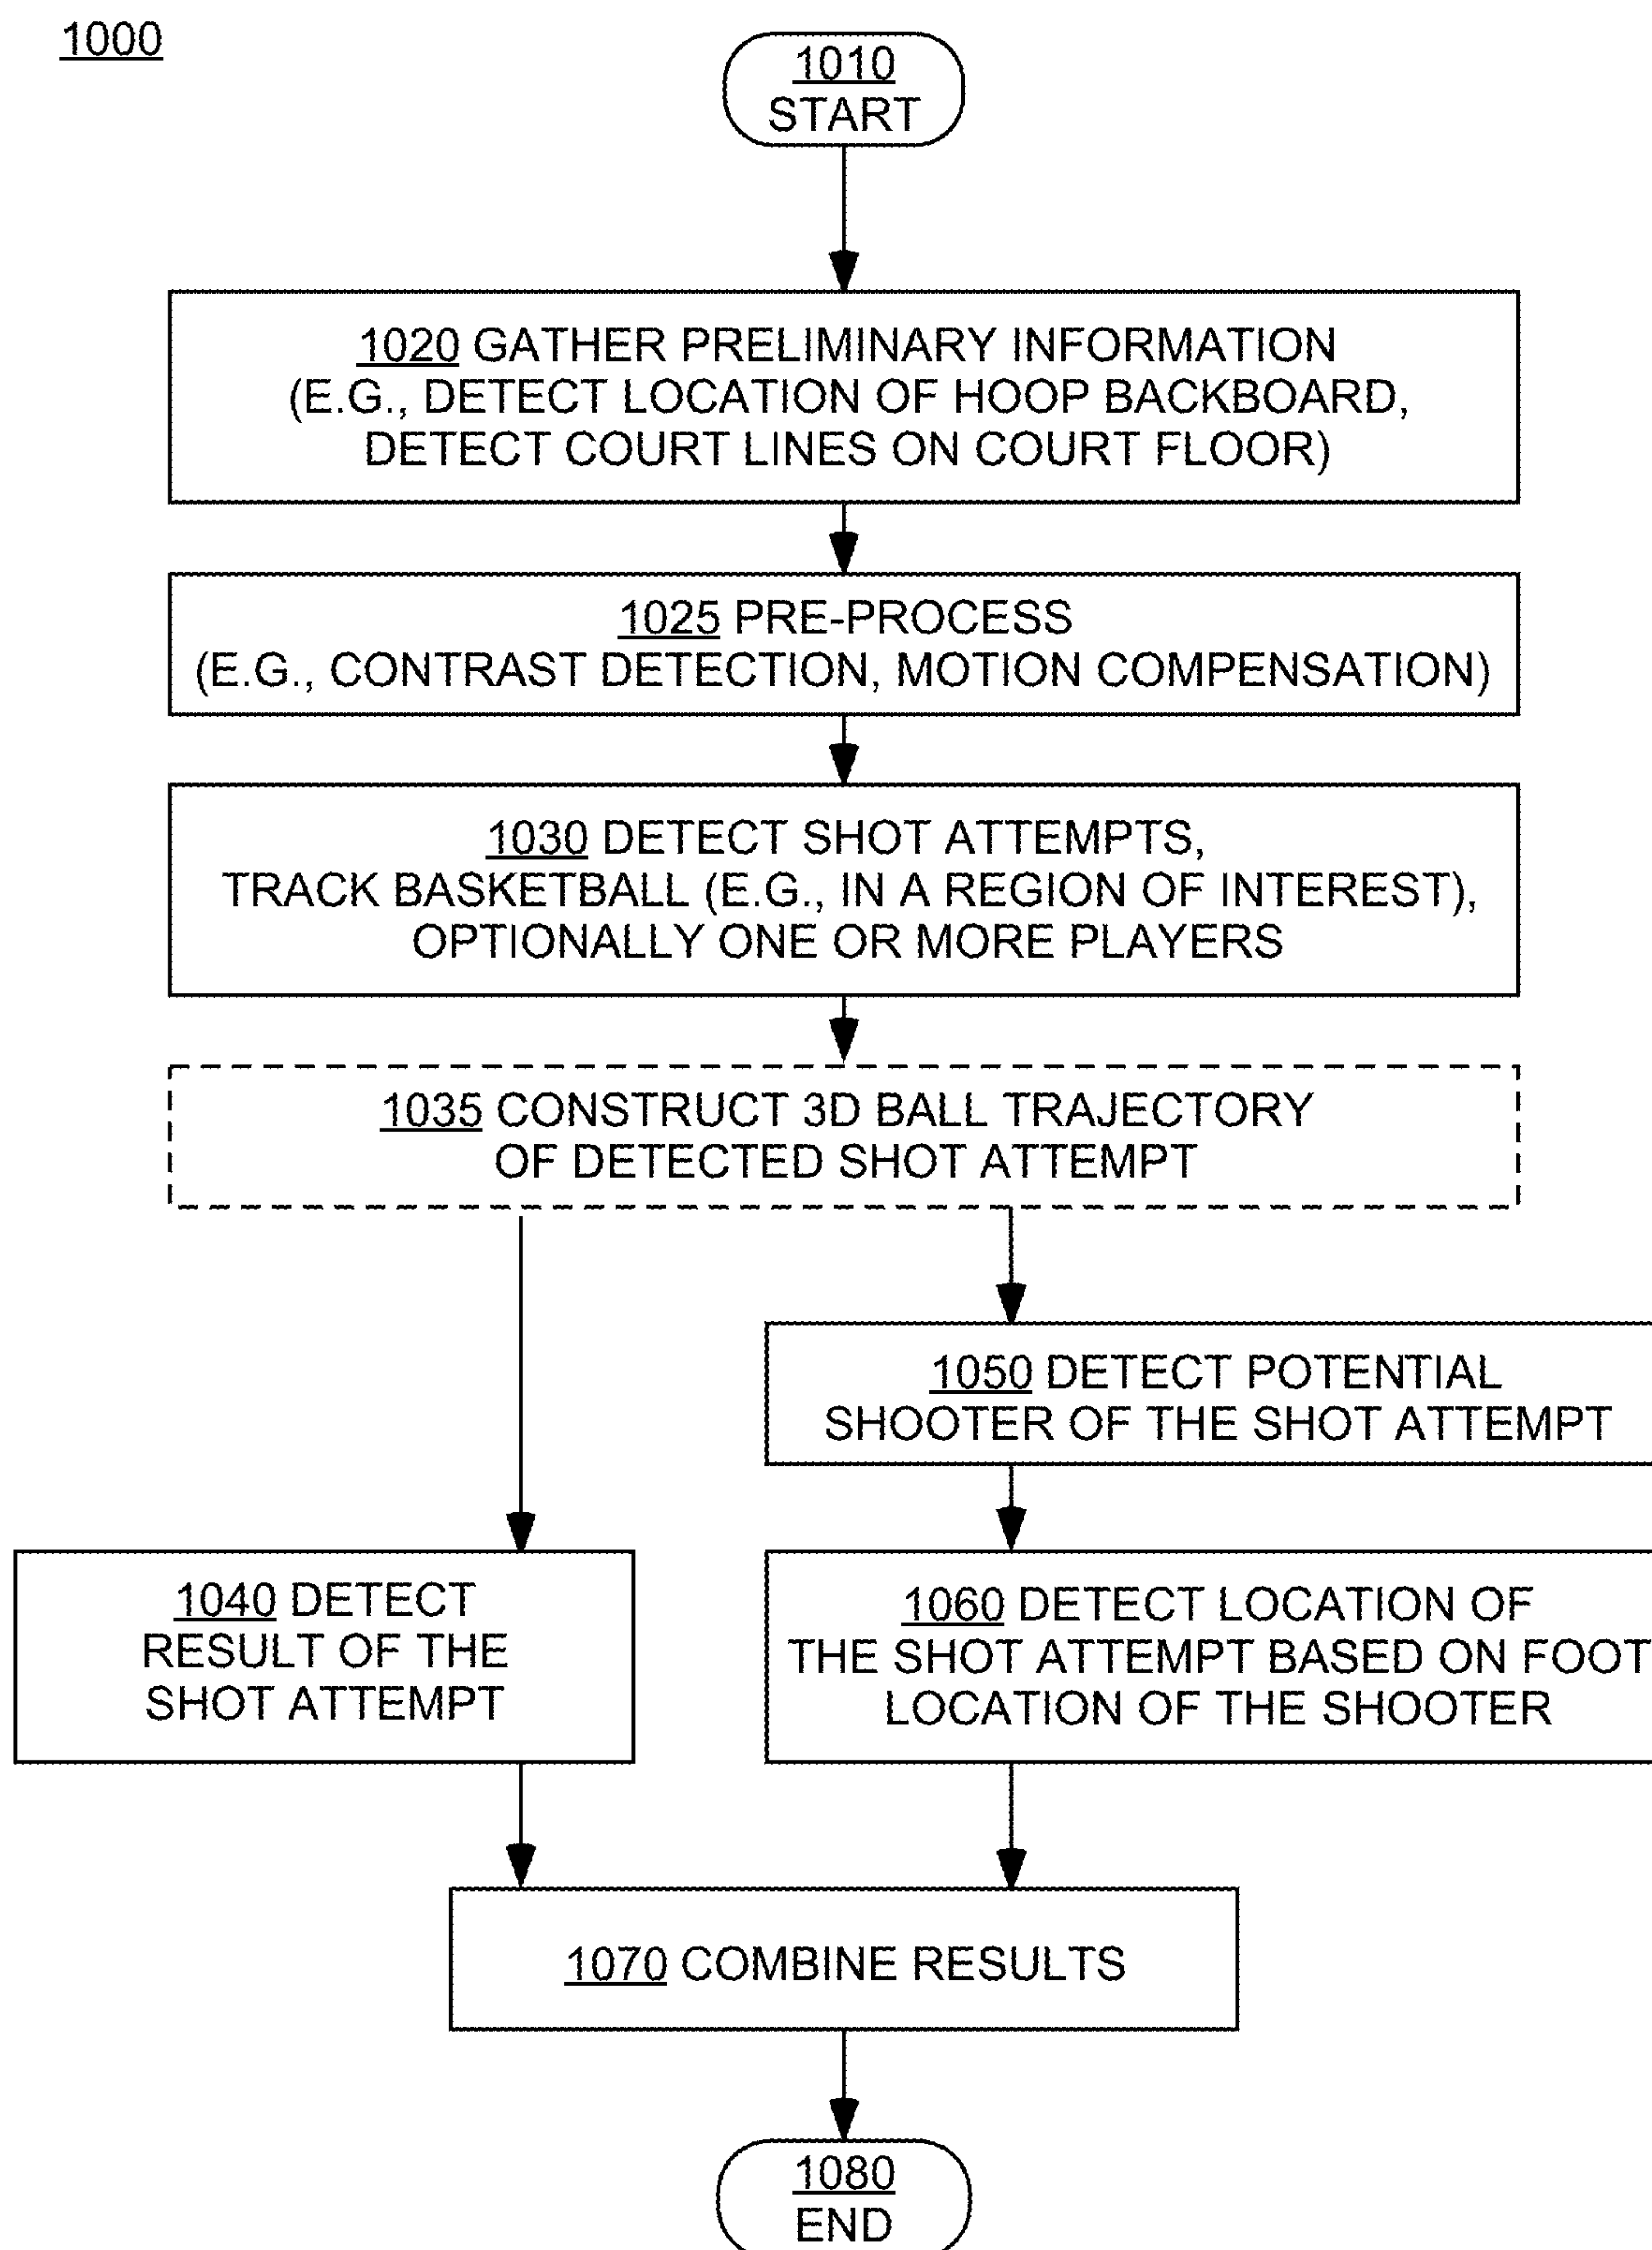 1000
1010
START
1020 GATHER PRELIMINARY INFORMATION
(E.G., DETECT LOCATION OF HOOP BACKBOARD,
DETECT COURT LINES ON COURT FLOOR)
1025 PRE-PROCESS
(E.G., CONTRAST DETECTION, MOTION COMPENSATION)
1030 DETECT SHOT ATTEMPTS,
TRACK BASKETBALL (E.G., IN A REGION OF INTEREST),
OPTIONALLY ONE OR MORE PLAYERS
1035 CONSTRUCT 3D BALL TRAJECTORY
OF DETECTED SHOT ATTEMPT
1050 DETECT POTENTIAL
SHOOTER OF THE SHOT ATTEMPT
1040 DETECT
RESULT OF THE
SHOT ATTEMPT
1060 DETECT LOCATION OF
THE SHOT ATTEMPT BASED ON FOOT
LOCATION OF THE SHOOTER
1070 COMBINE RESULTS
1080
END